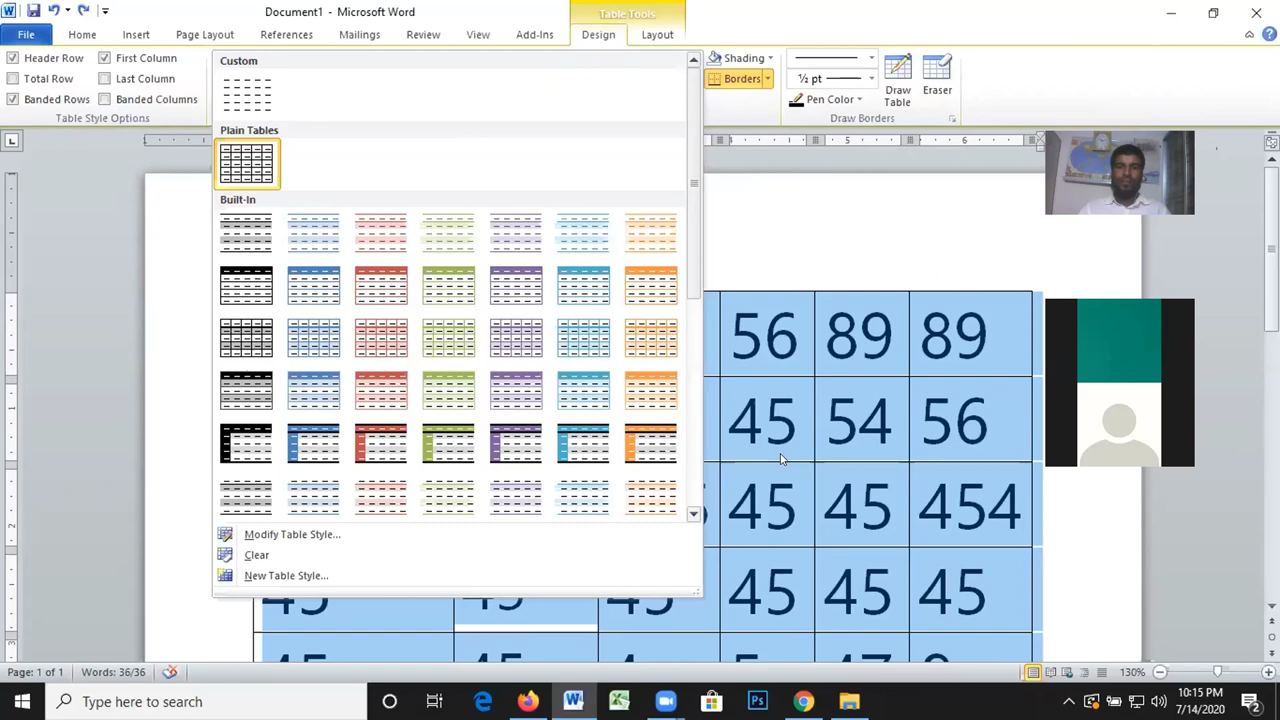 Document1 - Microsoft Word
Table Tools
File Home Insert Page Layout References Mailings Review View Add-Ins Design Layout
Header Row First Column
Total Row Last Column
Banded Rows Banded Columns
Table Style Options
Custom
Plain Tables
Built-In
Modify Table Style...
Clear
New Table Style...
Shading
Borders
½ pt
Pen Color
Draw Table
Eraser
Draw Borders
56 89 89
45 54 56
45 45 454
45 45 45 45 45 45
Page: 1 of 1 Words: 36/36 130%
Type here to search
10:15 PM
7/14/2020